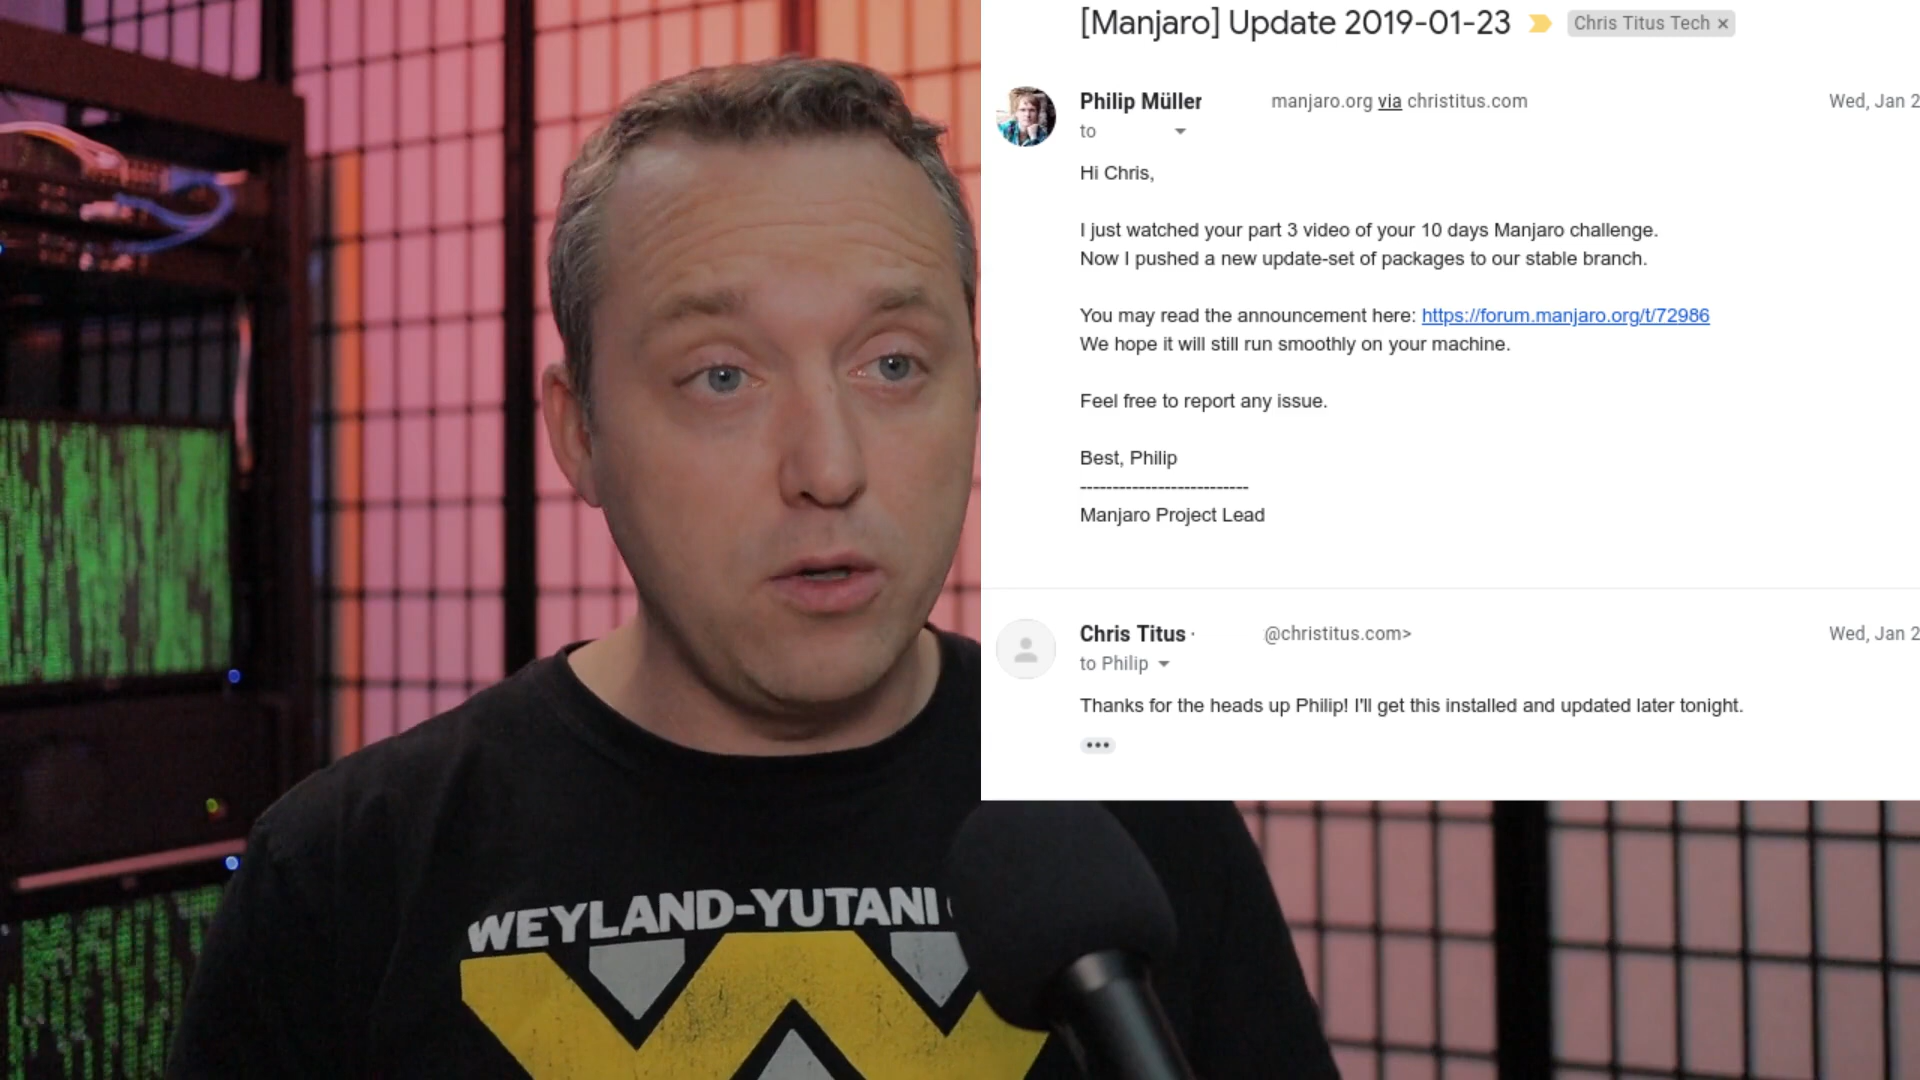 [Manjaro] Update 2019-01-23
Chris Titus Tech ×
Philip Müller
manjaro.org via christitus.com
Wed, Jan 2
to
Hi Chris,
I just watched your part 3 video of your 10 days Manjaro challenge.
Now I pushed a new update-set of packages to our stable branch.
You may read the announcement here: https://forum.manjaro.org/t/72986
We hope it will still run smoothly on your machine.
Feel free to report any issue.
Best, Philip
--------------------------
Manjaro Project Lead
Chris Titus
@christitus.com>
Wed, Jan 2
to Philip
Thanks for the heads up Philip! I'll get this installed and updated later tonight.
WEYLAND-YUTANI